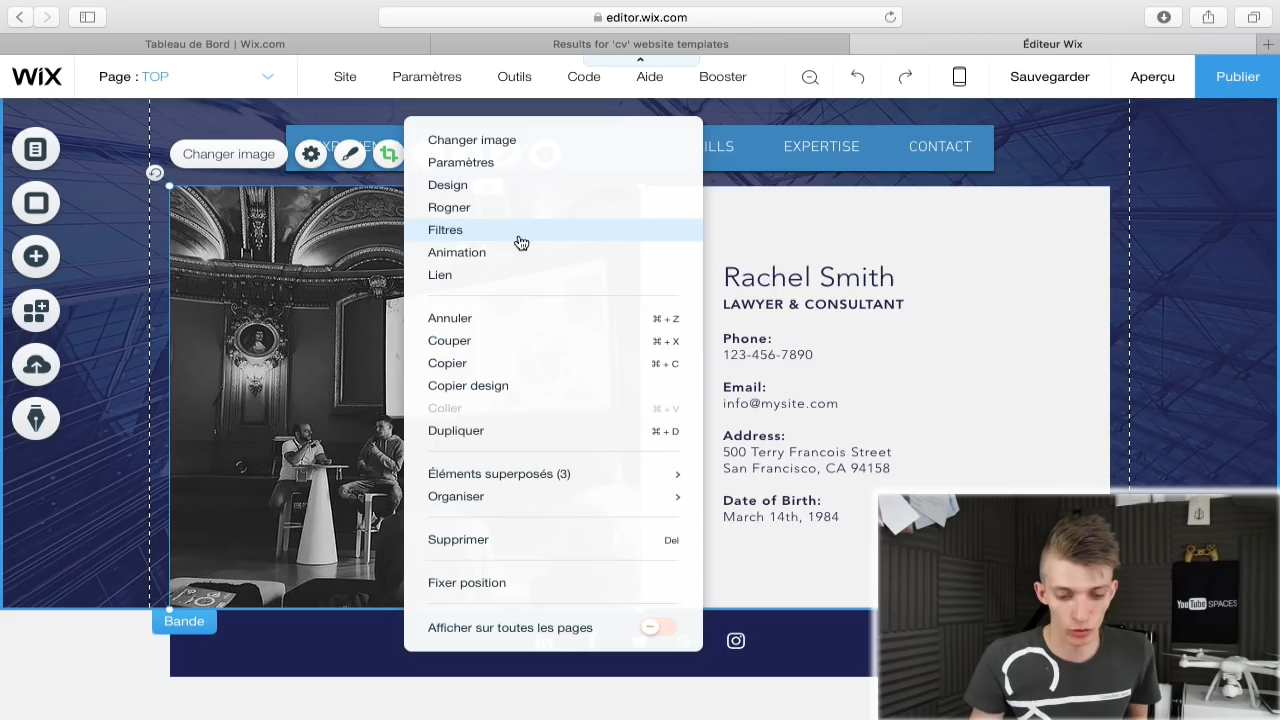 editor.wix.com
Tableau de Bord | Wix.com
Results for 'cv' website templates
Éditeur Wix
WiX
Page : TOP
Site
Paramètres
Outils
Code
Aide
Booster
Sauvegarder
Aperçu
Publier
Changer image
EXPERTISE
CONTACT
Changer image
Paramètres
Design
Rogner
Filtres
Animation
Lien
Annuler ⌘ + Z
Couper ⌘ + X
Copier ⌘ + C
Copier design
Coller ⌘ + V
Dupliquer ⌘ + D
Éléments superposés (3)
Organiser
Supprimer Del
Fixer position
Afficher sur toutes les pages
Rachel Smith
LAWYER & CONSULTANT
Phone:
123-456-7890
Email:
info@mysite.com
Address:
500 Terry Francois Street
San Francisco, CA 94158
Date of Birth:
March 14th, 1984
Bande
YouTube SPACES